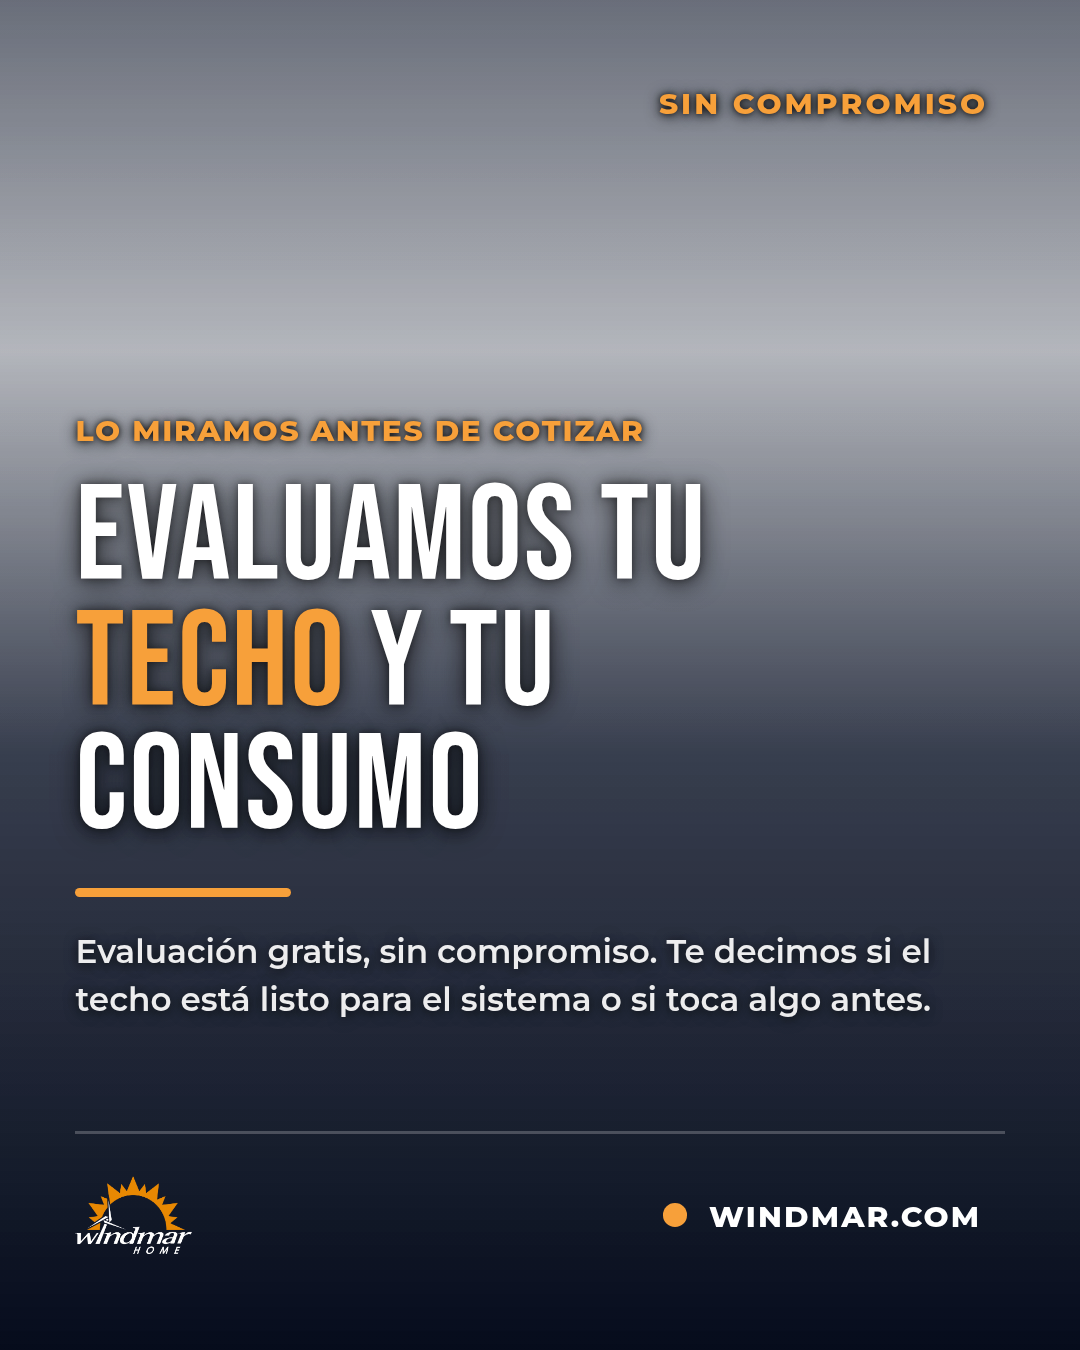 SIN COMPROMISO
LO MIRAMOS ANTES DE COTIZAR
EVALUAMOS TU
TECHO Y TU
CONSUMO
Evaluación gratis, sin compromiso. Te decimos si el
techo está listo para el sistema o si toca algo antes.
windmar
HOME
WINDMAR.COM